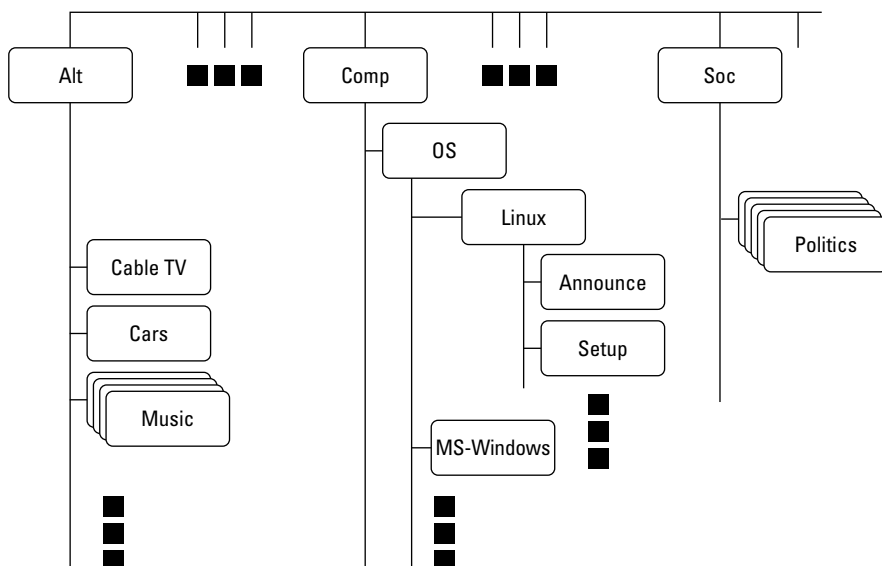 Alt
Comp
Soc
OS
Linux
Politics
Cable TV
Announce
Cars
Setup
Music
MS-Windows